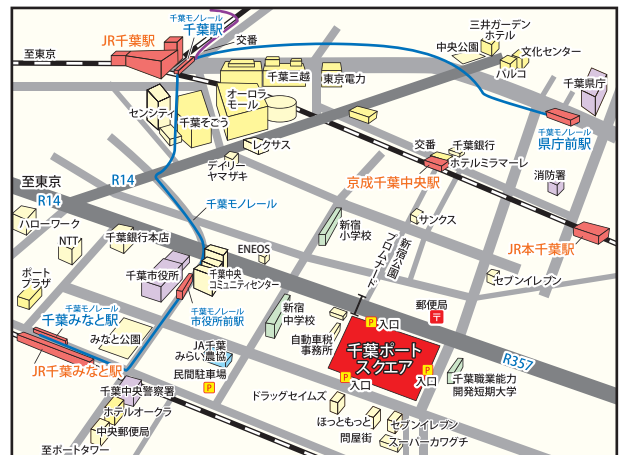 千葉モノレール
千葉駅
交番
JR千葉駅
至東京
三井ガーデン
ホテル
中央公園
文化センター
パルコ
千葉県庁
千葉三越
東京電力
オーロラ
モール
センシティ
千葉そごう
千葉モノレール
県庁前駅
レクサス
デイリー
ヤマザキ
交番
千葉銀行
ホテルミラマーレ
京成千葉中央駅
消防署
至東京
R14
R14
千葉モノレール
ハローワーク
NTT
千葉銀行本店
新宿
小学校
新宿公園
プロムナード
サンクス
JR本千葉駅
ENEOS
千葉中央
コミュニティセンター
千葉市役所
ポート
プラザ
セブンイレブン
千葉モノレール
千葉みなと駅
千葉モノレール
市役所前駅
みなと公園
新宿
中学校
郵便局
〒
P入口
自動車税
事務所
千葉ポート
スクエア
R357
JR千葉みなと駅
JA千葉
みらい農協
民間駐車場
P
P
入口
P
入口
千葉職業能力
開発短期大学
千葉中央警察署
ホテルオークラ
中央郵便局
至ポートタワー
ドラッグセイムズ
ほっともっと
問屋街
セブンイレブン
スーパーカワグチ